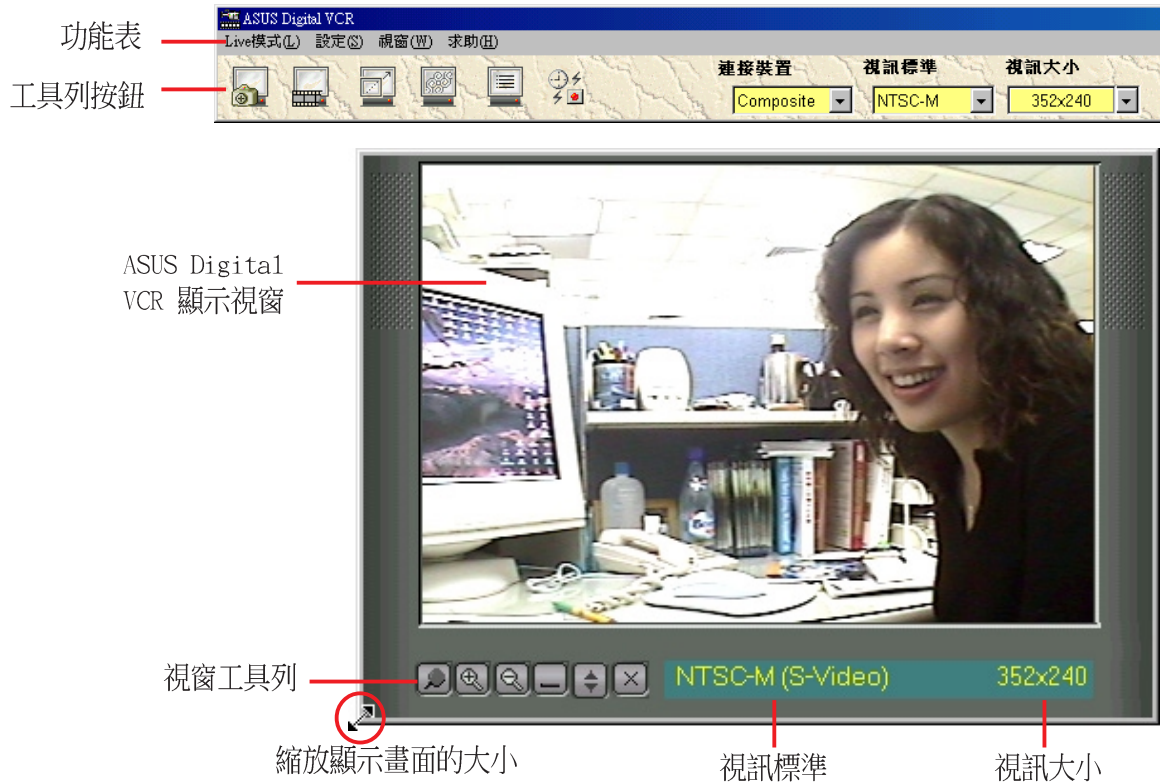 ASUS Digital VCR
功能表
Live模式(L) 設定(S) 視窗(W) 求助(H)
工具列按鈕
連接裝置 視訊標準 視訊大小
Composite NTSC-M 352x240
ASUS Digital
VCR 顯示視窗
視窗工具列
NTSC-M (S-Video) 352x240
縮放顯示畫面的大小
視訊標準
視訊大小